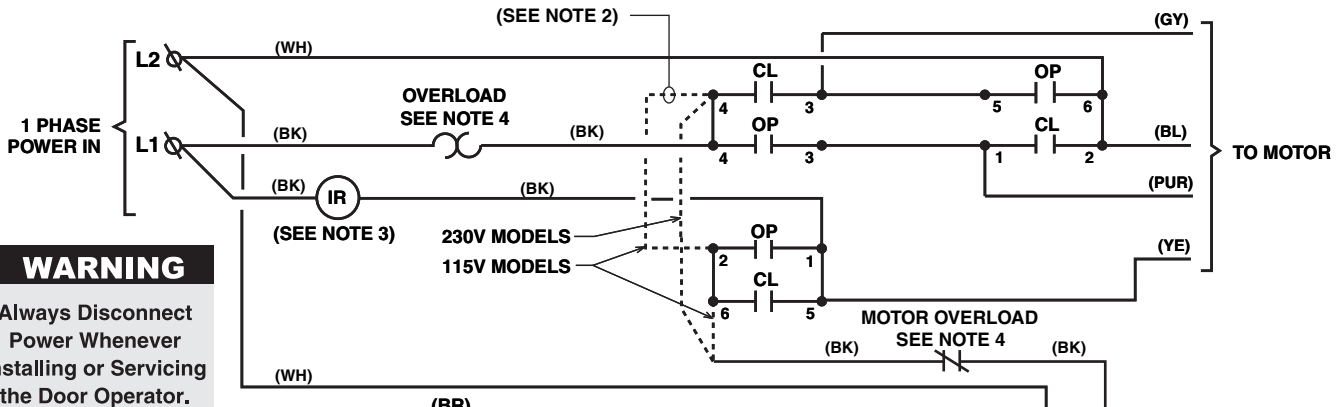 (SEE NOTE 2)
(GY)
L2
(WH)
CL
OP
4
3
5
6
OVERLOAD
SEE NOTE 4
1 PHASE
POWER IN
L1
(BK)
(BK)
OP
CL
(BL)
4
3
1
2
TO MOTOR
(PUR)
(BK)
IR
(BK)
(SEE NOTE 3)
230V MODELS
115V MODELS
OP
2
1
(YE)
CL
6
5
WARNING
Always Disconnect
Power Whenever
nstalling or Servicing
the Door Operator.
MOTOR OVERLOAD
SEE NOTE 4
(BK)
(BK)
(WH)
(BR)